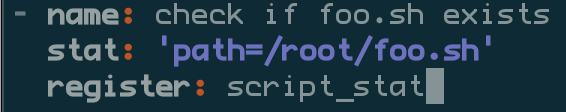 - name: check if foo.sh exists
stat: 'path=/root/foo.sh'
register: script_stat